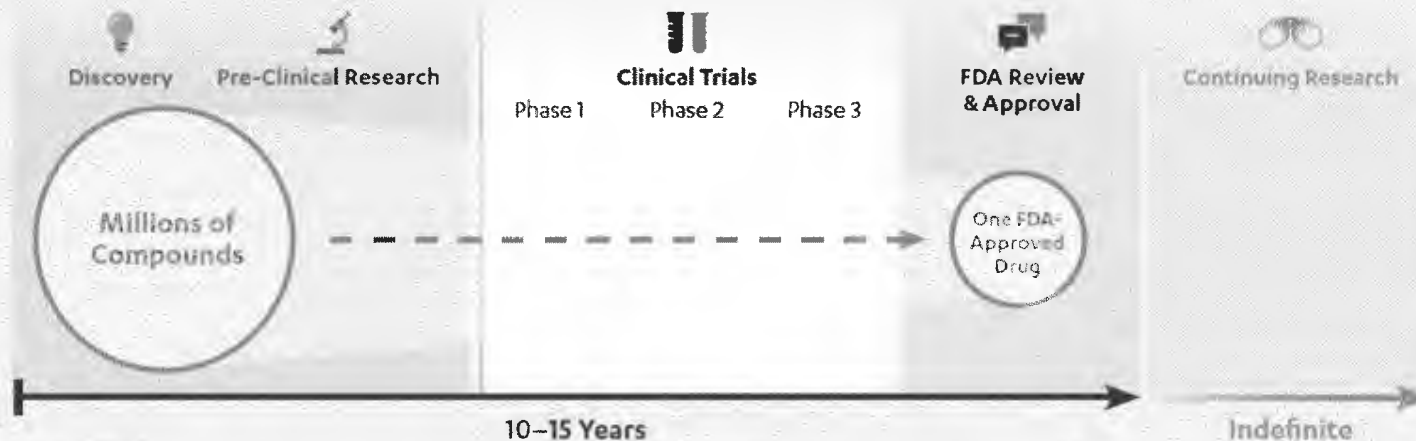 Discovery
Pre-Clinical Research
Clinical Trials
Phase 1
Phase 2
Phase 3
FDA Review
& Approval
Continuing Research
Millions of
Compounds
One FDA-
Approved
Drug
10–15 Years
Indefinite